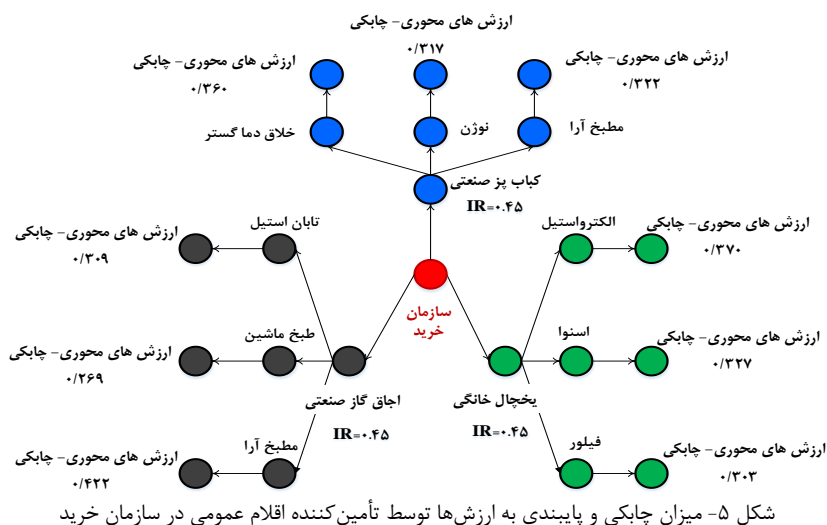 ارزش های محوری- چابکی
۰/۳۱۷
ارزش های محوری- چابکی
۰/۳۶۰
ارزش های محوری- چابکی
۰/۳۲۲
خلاق دما گستر
نوژن
مطبخ آرا
کباب پز صنعتی
IR=۰.۴۵
تابان استیل
ارزش های محوری- چابکی
۰/۳۰۹
الکترواستیل
ارزش های محوری- چابکی
۰/۳۷۰
سازمان
خرید
طبخ ماشین
ارزش های محوری- چابکی
۰/۲۶۹
اسنوا
ارزش های محوری- چابکی
۰/۳۲۷
اجاق گاز صنعتی
IR=۰.۴۵
یخچال خانگی
IR=۰.۴۵
مطبخ آرا
ارزش های محوری- چابکی
۰/۴۲۲
فیلور
ارزش های محوری- چابکی
۰/۳۰۳
شکل ۵- میزان چابکی و پایبندی به ارزش‌ها توسط تأمین‌کننده اقلام عمومی در سازمان خرید